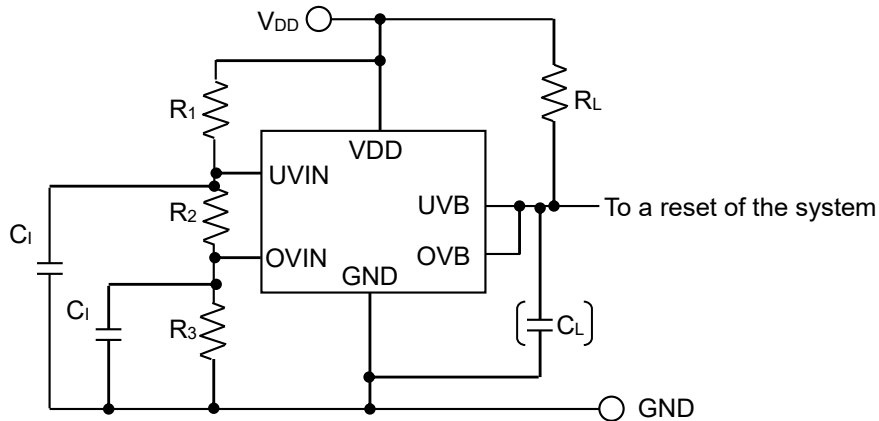 VDD
R1
RL
VDD
UVIN
R2
UVB
To a reset of the system
CI
OVIN
OVB
GND
CI
R3
CL
GND